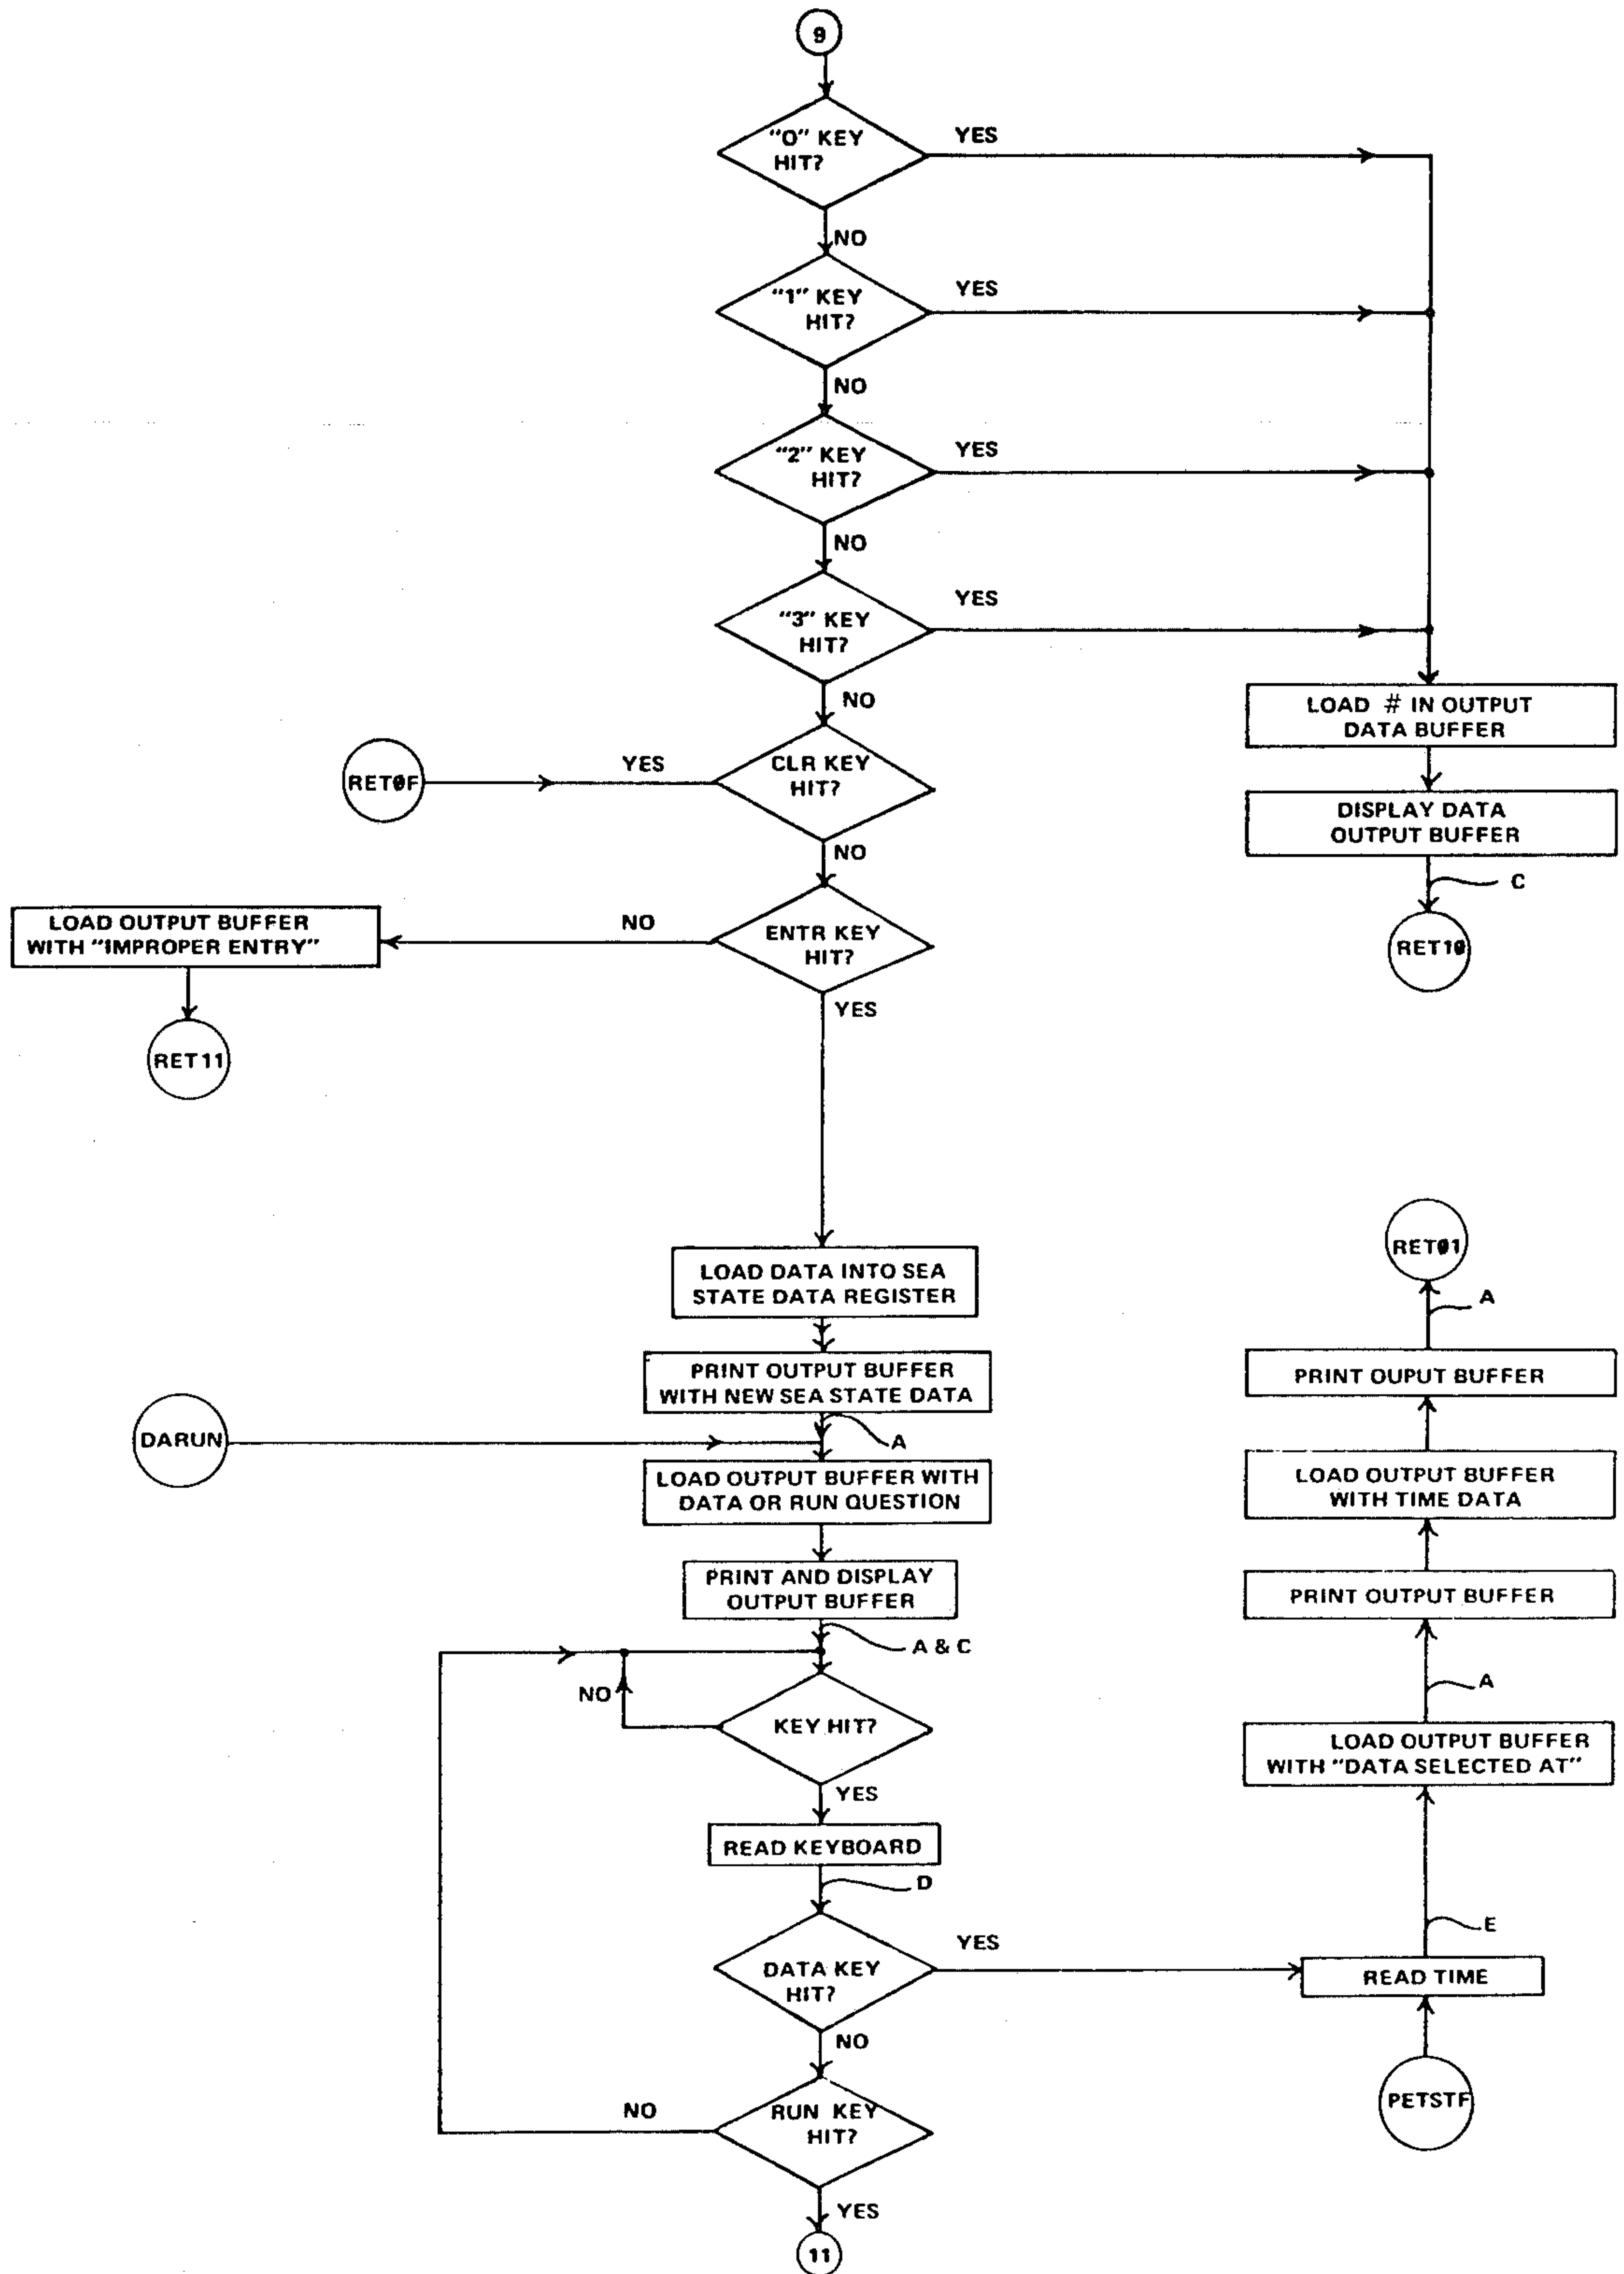 9
"0" KEY
HIT?
YES
NO
"1" KEY
HIT?
YES
NO
"2" KEY
HIT?
YES
NO
"3" KEY
HIT?
YES
NO
LOAD # IN OUTPUT
DATA BUFFER
DISPLAY DATA
OUTPUT BUFFER
C
RET10
RET0F
YES
CLR KEY
HIT?
NO
ENTR KEY
HIT?
NO
LOAD OUTPUT BUFFER
WITH "IMPROPER ENTRY"
RET11
YES
LOAD DATA INTO SEA
STATE DATA REGISTER
PRINT OUTPUT BUFFER
WITH NEW SEA STATE DATA
A
DARUN
LOAD OUTPUT BUFFER WITH
DATA OR RUN QUESTION
PRINT AND DISPLAY
OUTPUT BUFFER
A & C
NO
KEY HIT?
YES
READ KEYBOARD
D
DATA KEY
HIT?
YES
NO
RUN KEY
HIT?
NO
YES
11
RET01
A
PRINT OUPUT BUFFER
LOAD OUTPUT BUFFER
WITH TIME DATA
PRINT OUTPUT BUFFER
A
LOAD OUTPUT BUFFER
WITH "DATA SELECTED AT"
E
READ TIME
PETSTF